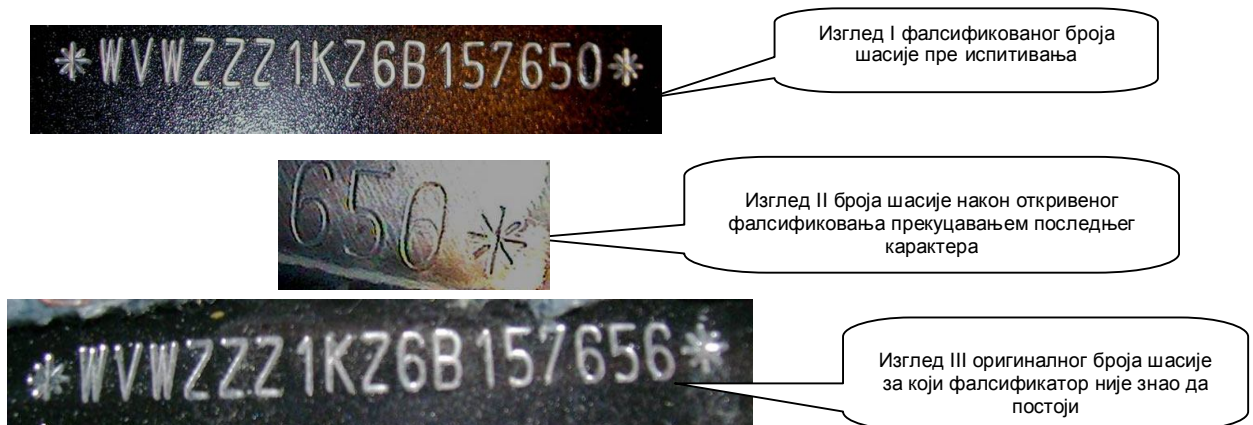 *WVWZZZ1KZ6B157650*
Изглед I фалсификованог броја
шасије пре испитивања
650*
Изглед II броја шасије након откривеног
фалсификовања прекуцавањем последњег
карактера
*WVWZZZ1KZ6B157656*
Изглед III оригиналног броја шасије
за који фалсификатор није знао да
постоји